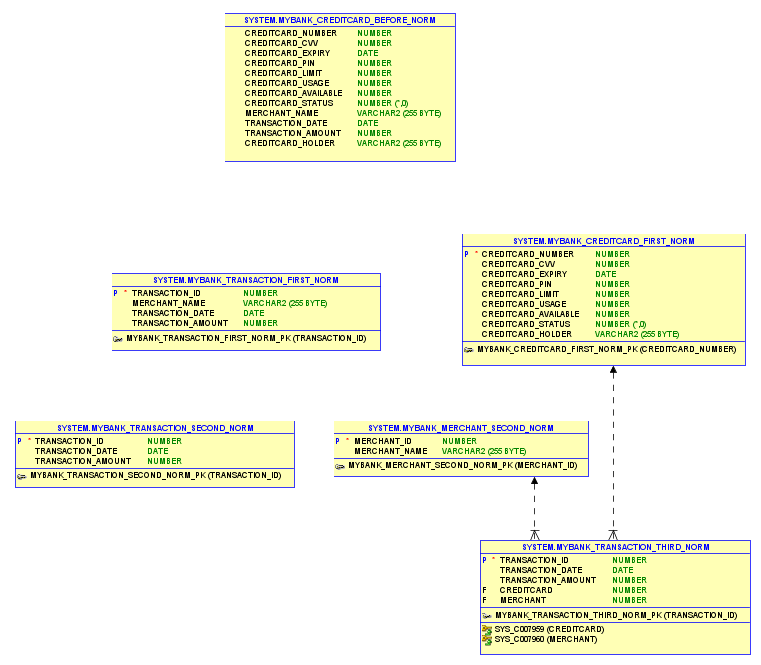 SYSTEM.MYBANK_CREDITCARD_BEFORE_NORM
CREDITCARD_NUMBER NUMBER
CREDITCARD_CVV NUMBER
CREDITCARD_EXPIRY DATE
CREDITCARD_PIN NUMBER
CREDITCARD_LIMIT NUMBER
CREDITCARD_USAGE NUMBER
CREDITCARD_AVAILABLE NUMBER
CREDITCARD_STATUS NUMBER (*,0)
MERCHANT_NAME VARCHAR2 (255 BYTE)
TRANSACTION_DATE DATE
TRANSACTION_AMOUNT NUMBER
CREDITCARD_HOLDER VARCHAR2 (255 BYTE)
SYSTEM.MYBANK_CREDITCARD_FIRST_NORM
P * CREDITCARD_NUMBER NUMBER
CREDITCARD_CVV NUMBER
CREDITCARD_EXPIRY DATE
CREDITCARD_PIN NUMBER
CREDITCARD_LIMIT NUMBER
CREDITCARD_USAGE NUMBER
CREDITCARD_AVAILABLE NUMBER
CREDITCARD_STATUS NUMBER (*,0)
CREDITCARD_HOLDER VARCHAR2 (255 BYTE)
MYBANK_CREDITCARD_FIRST_NORM_PK (CREDITCARD_NUMBER)
SYSTEM.MYBANK_TRANSACTION_FIRST_NORM
P * TRANSACTION_ID NUMBER
MERCHANT_NAME VARCHAR2 (255 BYTE)
TRANSACTION_DATE DATE
TRANSACTION_AMOUNT NUMBER
MYBANK_TRANSACTION_FIRST_NORM_PK (TRANSACTION_ID)
SYSTEM.MYBANK_TRANSACTION_SECOND_NORM
P * TRANSACTION_ID NUMBER
TRANSACTION_DATE DATE
TRANSACTION_AMOUNT NUMBER
MYBANK_TRANSACTION_SECOND_NORM_PK (TRANSACTION_ID)
SYSTEM.MYBANK_MERCHANT_SECOND_NORM
P * MERCHANT_ID NUMBER
MERCHANT_NAME VARCHAR2 (255 BYTE)
MYBANK_MERCHANT_SECOND_NORM_PK (MERCHANT_ID)
SYSTEM.MYBANK_TRANSACTION_THIRD_NORM
P * TRANSACTION_ID NUMBER
TRANSACTION_DATE DATE
TRANSACTION_AMOUNT NUMBER
F CREDITCARD NUMBER
F MERCHANT NUMBER
MYBANK_TRANSACTION_THIRD_NORM_PK (TRANSACTION_ID)
SYS_C007959 (CREDITCARD)
SYS_C007960 (MERCHANT)